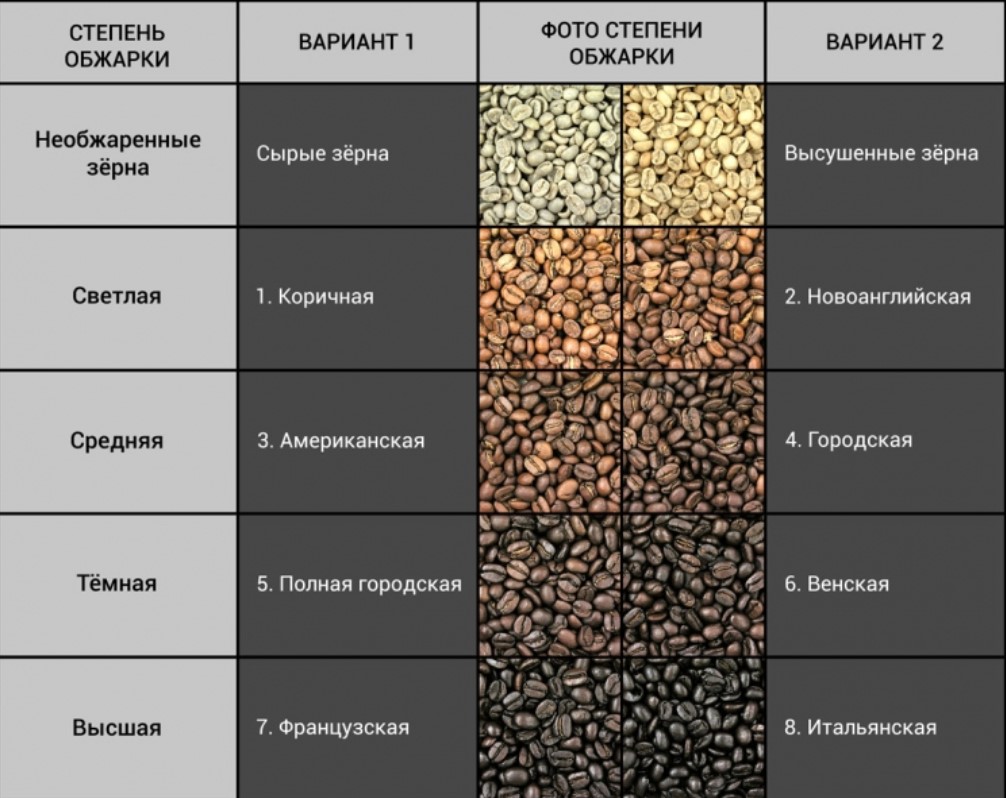 СТЕПЕНЬ
ОБЖАРКИ
ВАРИАНТ 1
ФОТО СТЕПЕНИ
ОБЖАРКИ
ВАРИАНТ 2
Необжаренные
зёрна
Сырые зёрна
Высушенные зёрна
Светлая
1. Коричная
2. Новоанглийская
Средняя
3. Американская
4. Городская
Тёмная
5. Полная городская
6. Венская
Высшая
7. Французская
8. Итальянская